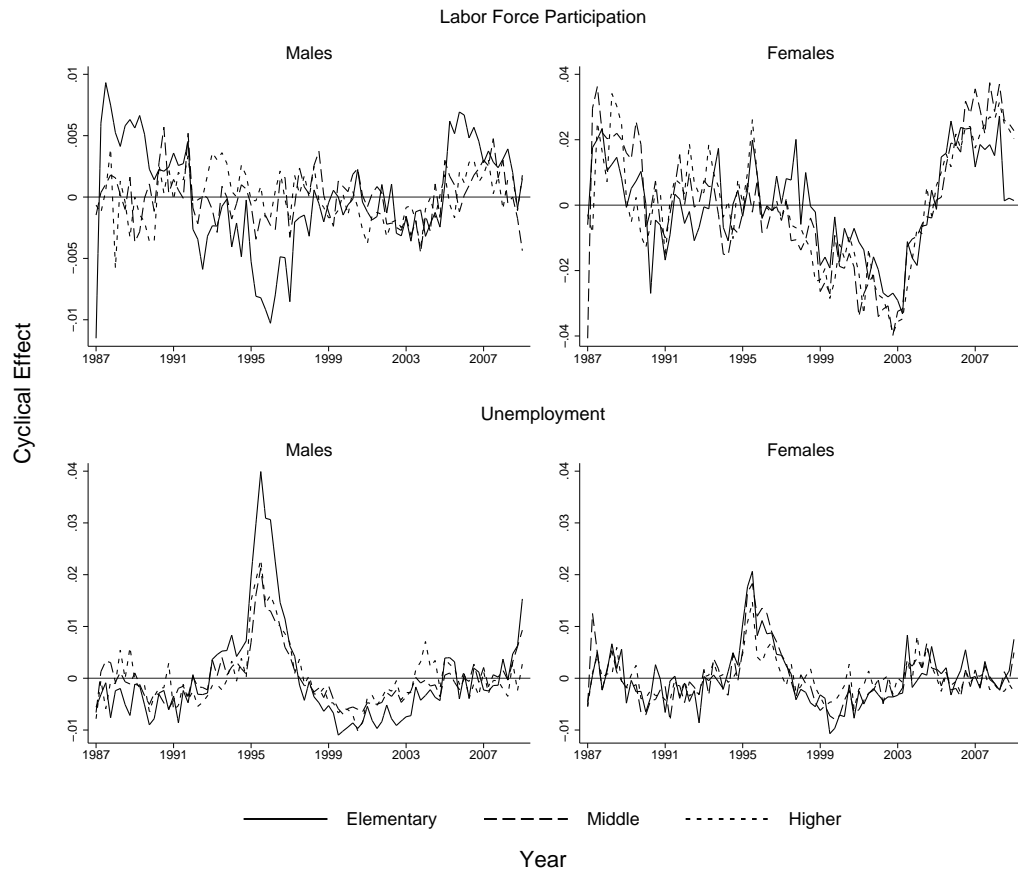 Labor Force Participation
Males
Females
.01
.005
0
-.005
-.01
1987 1991 1995 1999 2003 2007
.04
.02
0
-.02
-.04
1987 1991 1995 1999 2003 2007
Cyclical Effect
Unemployment
Males
Females
.04
.03
.02
.01
0
-.01
1987 1991 1995 1999 2003 2007
.04
.03
.02
.01
0
-.01
1987 1991 1995 1999 2003 2007
Elementary Middle Higher
Year